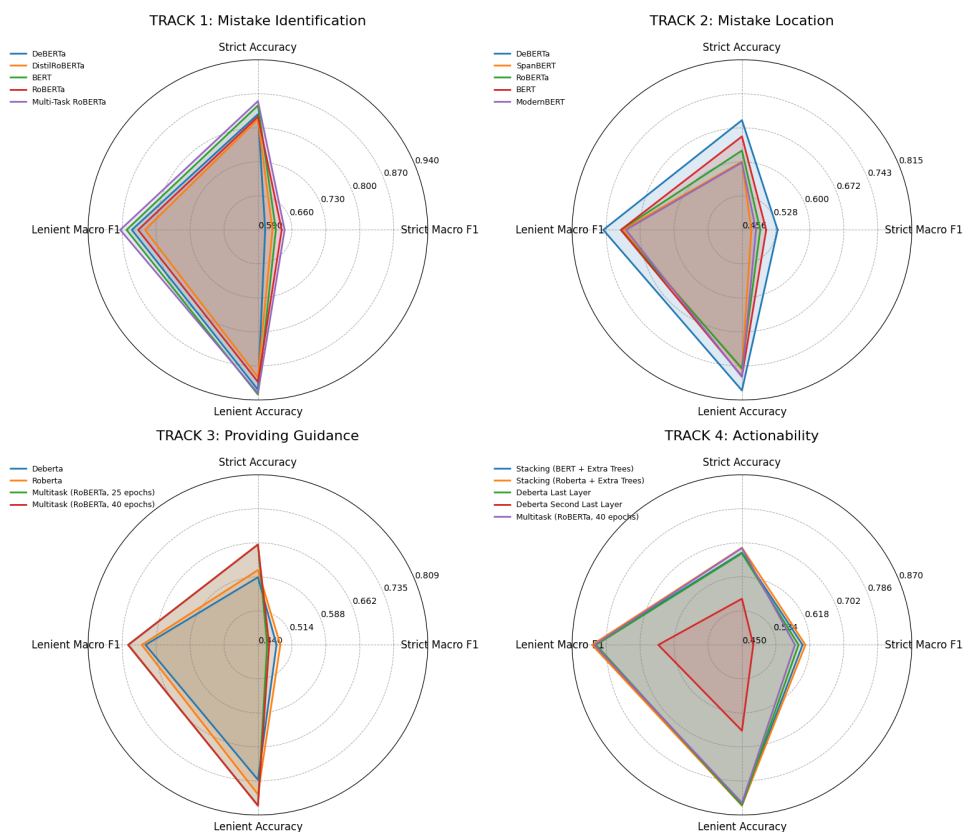 TRACK 1: Mistake Identification
Strict Accuracy
DeBERTa
DistilRoBERTa
BERT
RoBERTa
Multi-Task RoBERTa
0.940
0.870
0.800
0.730
0.660
0.590
Lenient Macro F1
Strict Macro F1
Lenient Accuracy
TRACK 2: Mistake Location
Strict Accuracy
DeBERTa
SpanBERT
RoBERTa
BERT
ModernBERT
0.815
0.743
0.672
0.600
0.528
0.456
Lenient Macro F1
Strict Macro F1
Lenient Accuracy
TRACK 3: Providing Guidance
Strict Accuracy
Deberta
Roberta
Multitask (RoBERTa, 25 epochs)
Multitask (RoBERTa, 40 epochs)
0.809
0.735
0.662
0.588
0.514
0.440
Lenient Macro F1
Strict Macro F1
Lenient Accuracy
TRACK 4: Actionability
Strict Accuracy
Stacking (BERT + Extra Trees)
Stacking (Roberta + Extra Trees)
Deberta Last Layer
Deberta Second Last Layer
Multitask (RoBERTa, 40 epochs)
0.870
0.786
0.702
0.618
0.534
0.450
Lenient Macro F1
Strict Macro F1
Lenient Accuracy